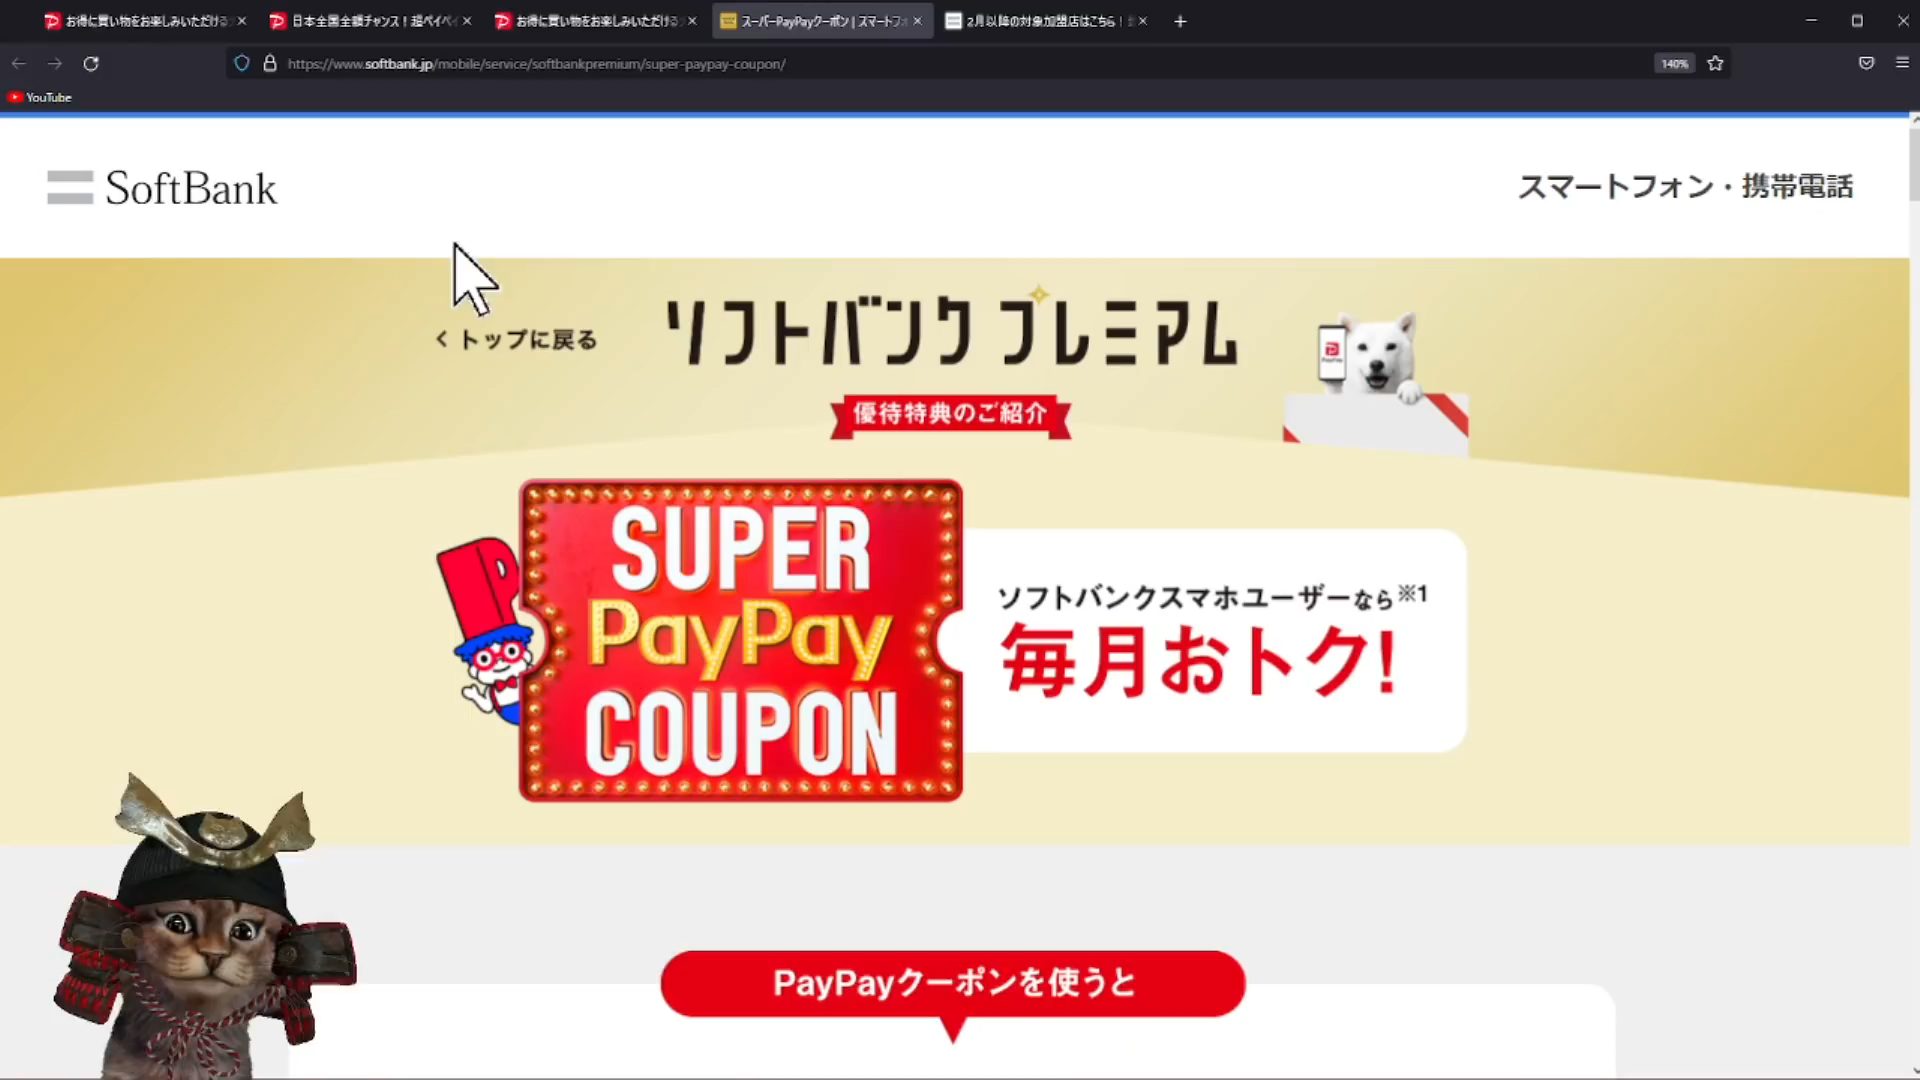 お得に買い物をお楽しみいただける
日本全国全額チャンス！超ペイペイ
お得に買い物をお楽しみいただける
スーパーPayPayクーポン | スマートフォ
2月以降の対象加盟店はこちら！
https://www.softbank.jp/mobile/service/softbankpremium/super-paypay-coupon/
140%
YouTube
SoftBank
スマートフォン・携帯電話
トップに戻る
ソフトバンク プレミアム
PayPay
優待特典のご紹介
SUPER
PayPay
COUPON
ソフトバンクスマホユーザーなら※1
毎月おトク!
PayPayクーポンを使うと